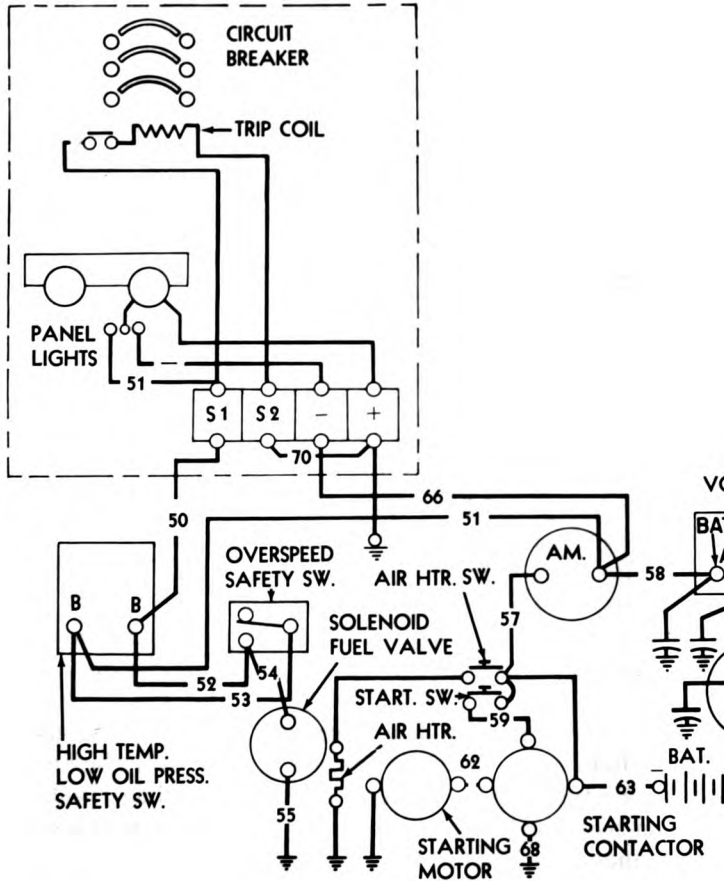 CIRCUIT
BREAKER
TRIP COIL
PANEL
LIGHTS
51
S1
S2
-
+
70
66
50
51
VO
BAT
OVERSPEED
SAFETY SW.
AIR HTR. SW.
AM.
58
B
B
SOLENOID
FUEL VALVE
57
52
54
53
START. SW.
59
AIR HTR.
HIGH TEMP.
LOW OIL PRESS.
SAFETY SW.
62
BAT.
-
63
55
STARTING
MOTOR
68
STARTING
CONTACTOR